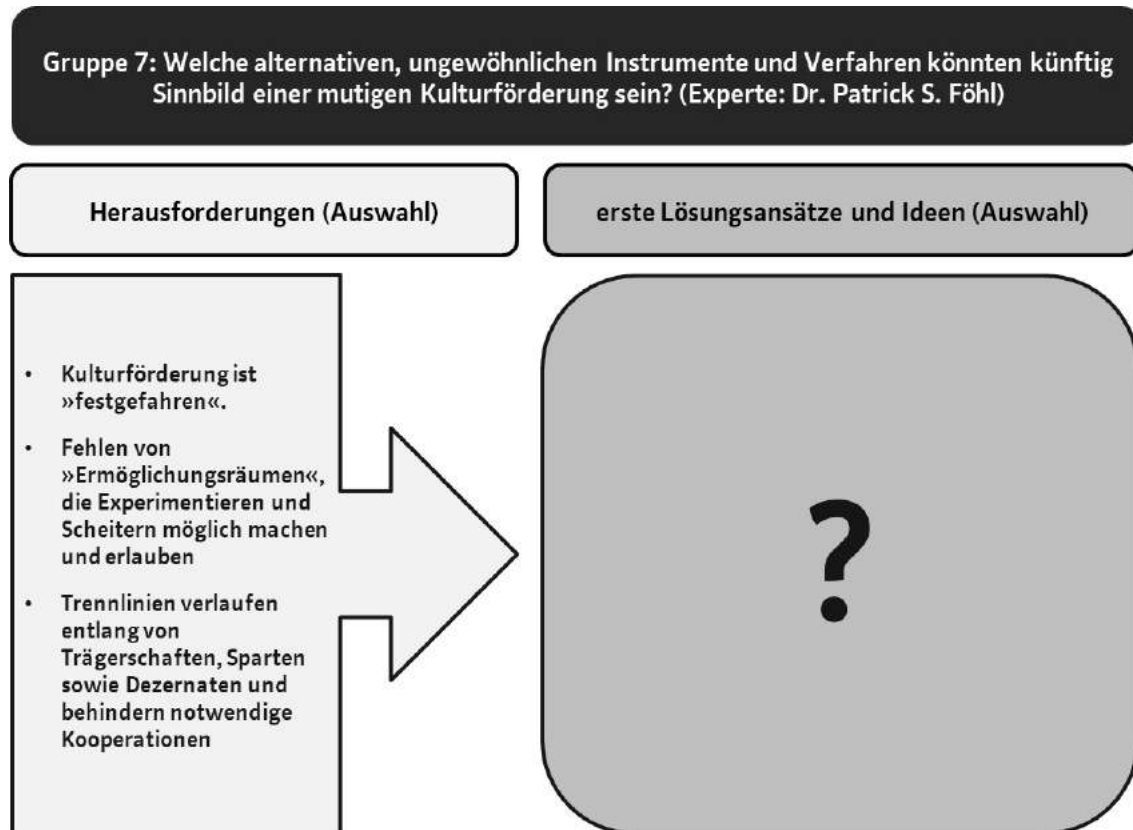 Gruppe 7: Welche alternativen, ungewöhnlichen Instrumente und Verfahren könnten künftig
Sinnbild einer mutigen Kulturförderung sein? (Experte: Dr. Patrick S. Föhl)
Herausforderungen (Auswahl)
erste Lösungsansätze und Ideen (Auswahl)
• Kulturförderung ist
»festgefahren«.
• Fehlen von
»Ermöglichungsräumen«,
die Experimentieren und
Scheitern möglich machen
und erlauben
• Trennlinien verlaufen
entlang von
Trägerschaften, Sparten
sowie Dezernaten und
behindern notwendige
Kooperationen
?